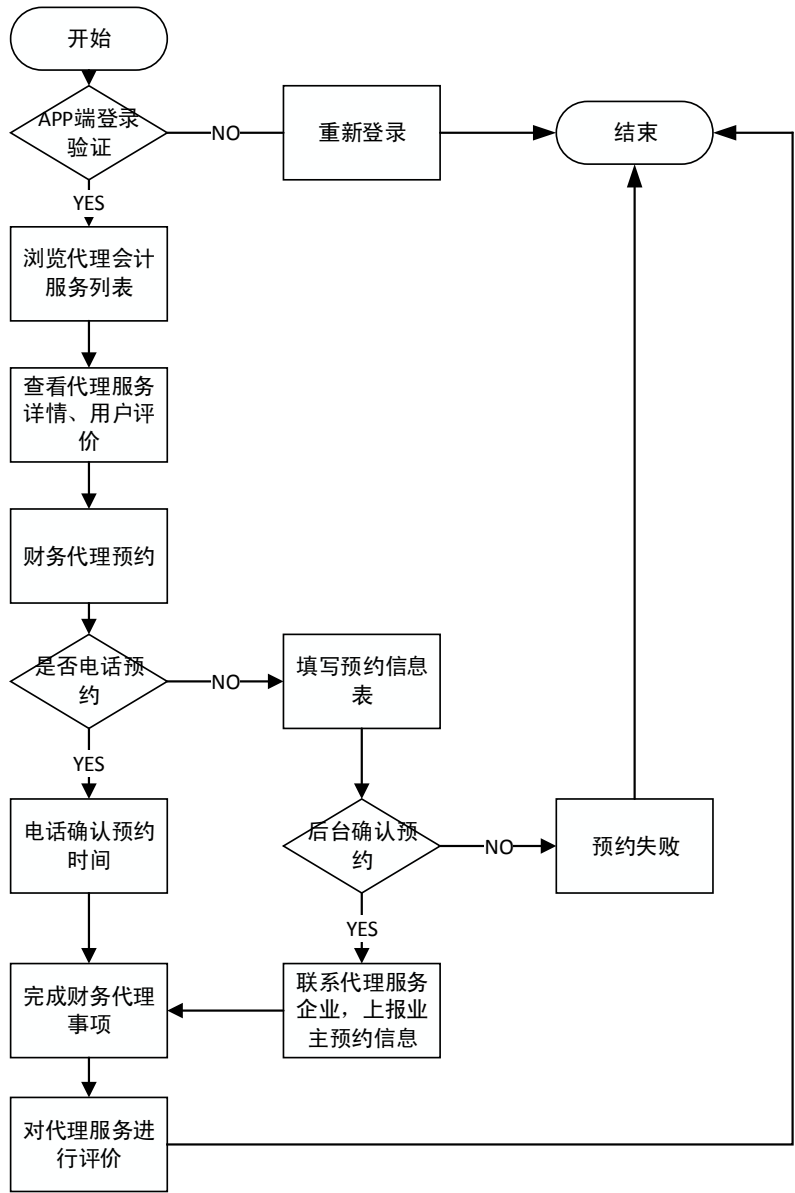 开始
APP端登录
验证
NO
重新登录
结束
YES
浏览代理会计
服务列表
查看代理服务
详情、用户评
价
财务代理预约
是否电话预
约
NO
填写预约信息
表
YES
电话确认预约
时间
后台确认预
约
NO
预约失败
YES
完成财务代理
事项
联系代理服务
企业，上报业
主预约信息
对代理服务进
行评价